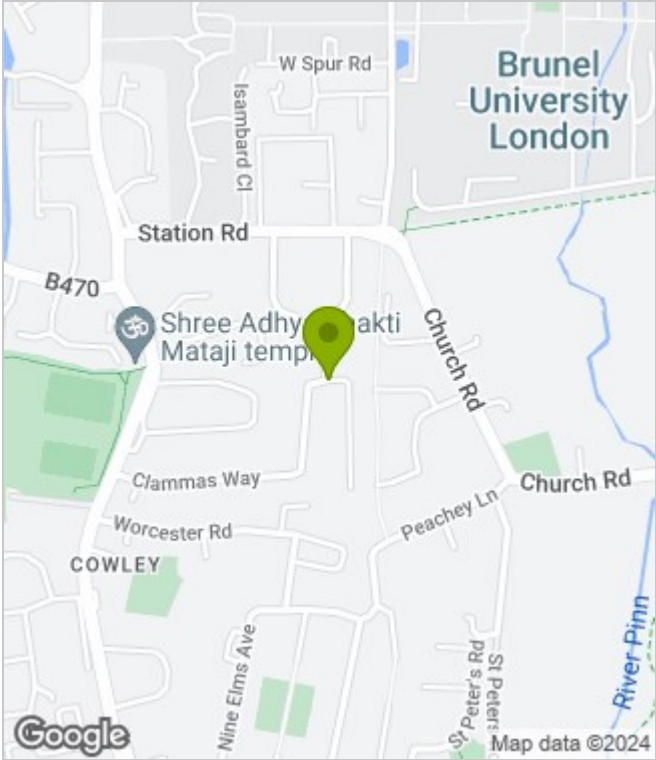 W Spur Rd
Isambard Cl
Brunel
University
London
Station Rd
B470
Shree Adhy
akti
Mataji temp
Church Rd
Clammas Way
Church Rd
Peachey Ln
Worcester Rd
COWLEY
Nine Elms Ave
St Peter's Rd
St Peters
River Pinn
Google
Map data ©2024